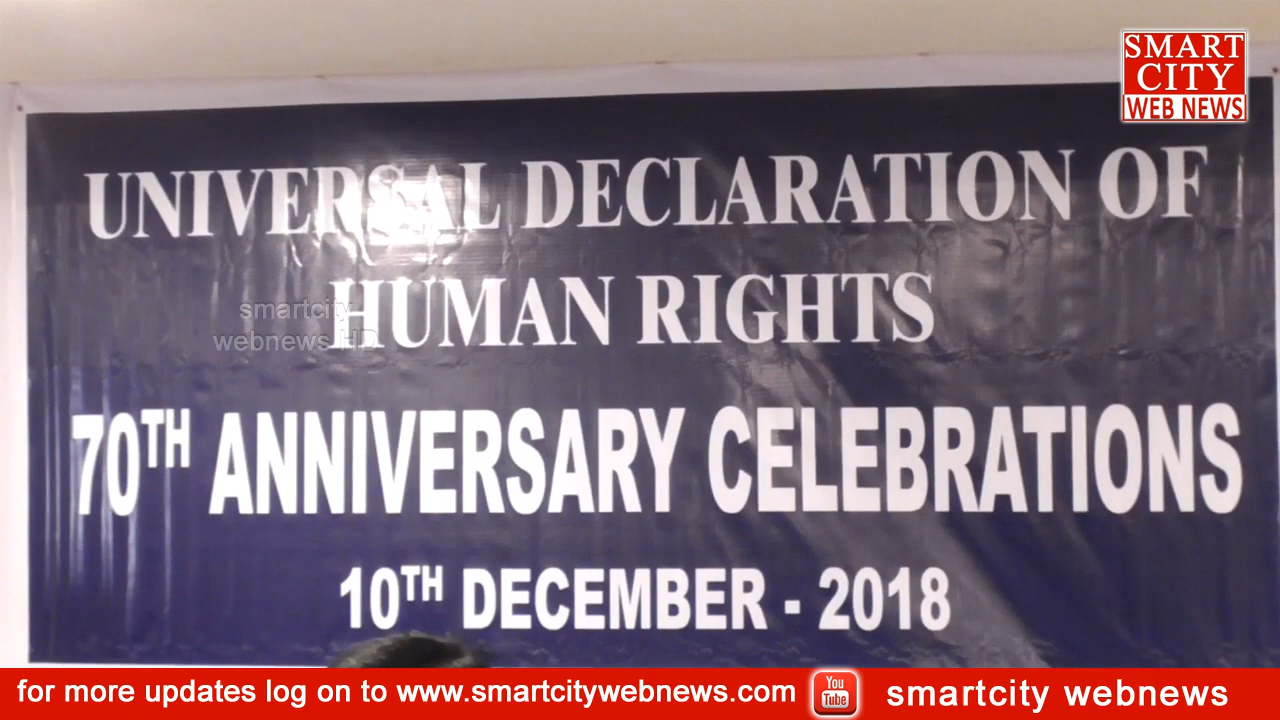 SMART
CITY
WEB NEWS
UNIVERSAL DECLARATION OF
HUMAN RIGHTS
smartcity
webnews HD
70TH ANNIVERSARY CELEBRATIONS
10TH DECEMBER - 2018
for more updates log on to www.smartcitywebnews.com
You
Tube
smartcity webnews